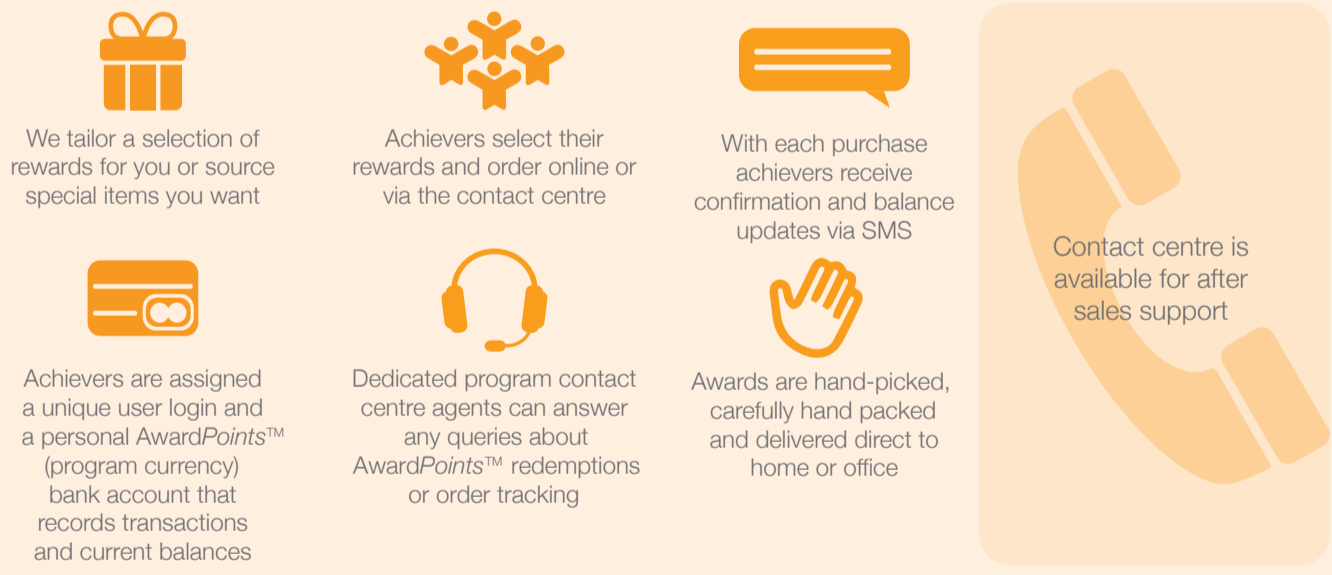 We tailor a selection of
rewards for you or source
special items you want
Achievers select their
rewards and order online or
via the contact centre
With each purchase
achievers receive
confirmation and balance
updates via SMS
Achievers are assigned
a unique user login and
a personal AwardPoints™
(program currency)
bank account that
records transactions
and current balances
Dedicated program contact
centre agents can answer
any queries about
AwardPoints™ redemptions
or order tracking
Awards are hand-picked,
carefully hand packed
and delivered direct to
home or office
Contact centre is
available for after
sales support